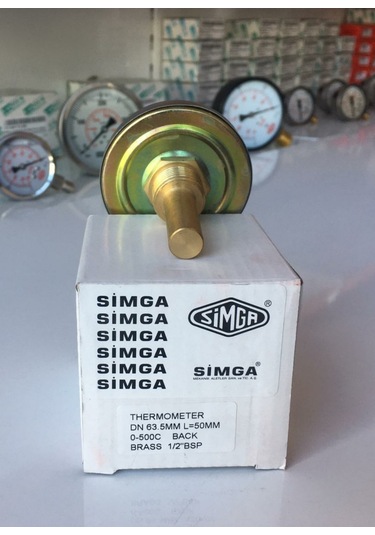 SİMGA
SİMGA
SİMGA
SİMGA
SİMGA
SİMGA
SİMGA ®
SİMGA ®
THERMOMETER
DN 63.5MM L=50MM
0-500C BACK
BRASS 1/2"BSP